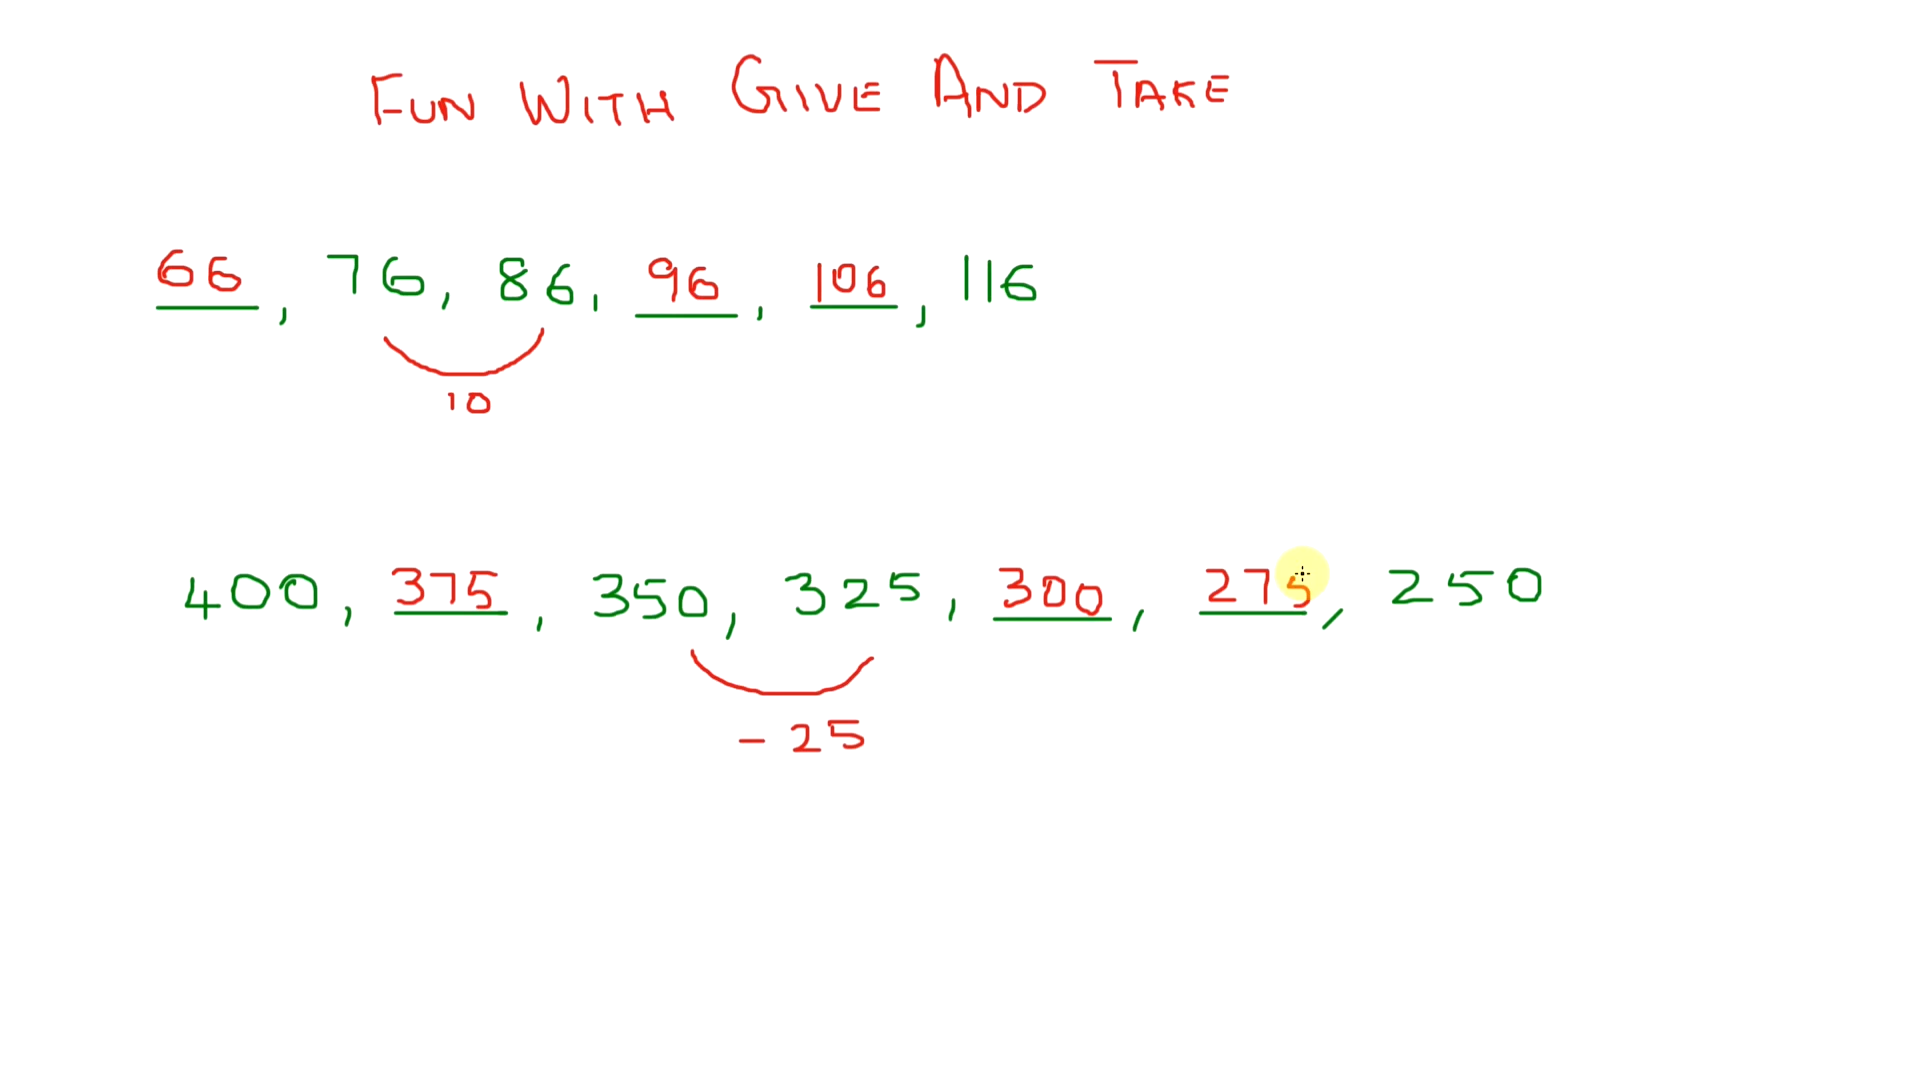 FUN WITH GIVE AND TAKE
66, 76, 86, 96, 106, 116
10
400, 375, 350, 325, 300, 275, 250
- 25